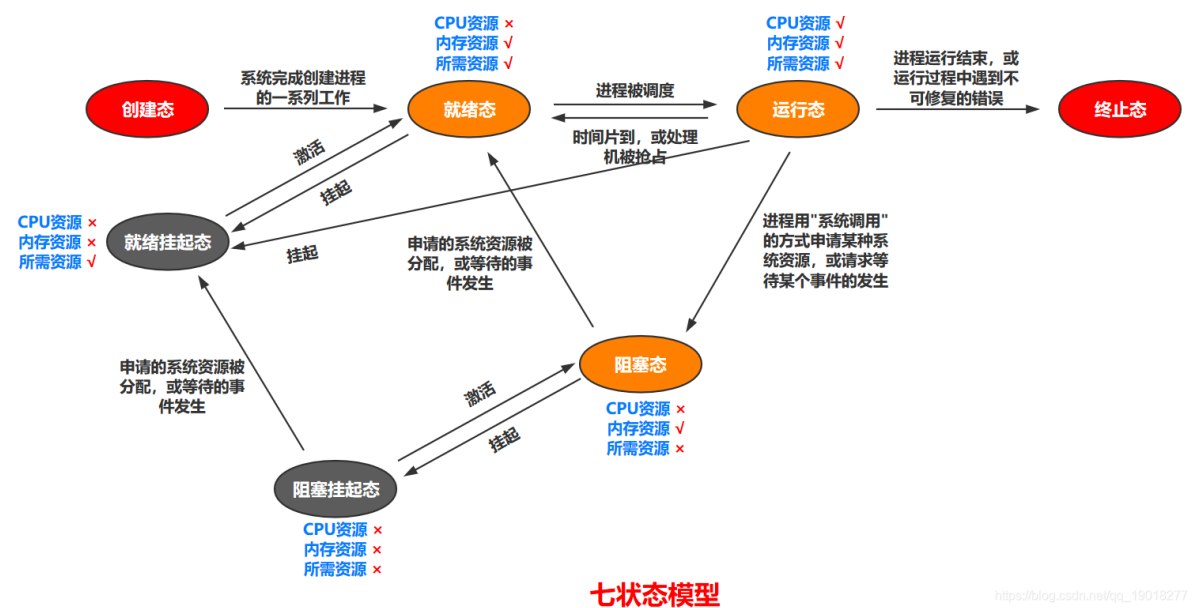 CPU资源 ×
内存资源 √
所需资源 √
CPU资源 √
内存资源 √
所需资源 √
创建态
系统完成创建进程
的一系列工作
就绪态
进程被调度
时间片到，或处理
机被抢占
运行态
进程运行结束，或
运行过程中遇到不
可修复的错误
终止态
激活
挂起
挂起
CPU资源 ×
内存资源 ×
所需资源 √
就绪挂起态
申请的系统资源被
分配，或等待的事
件发生
进程用"系统调用"
的方式申请某种系
统资源，或请求等
待某个事件的发生
申请的系统资源被
分配，或等待的事
件发生
激活
挂起
阻塞态
CPU资源 ×
内存资源 √
所需资源 ×
阻塞挂起态
CPU资源 ×
内存资源 ×
所需资源 ×
七状态模型
https://blog.csdn.net/qq_19018277